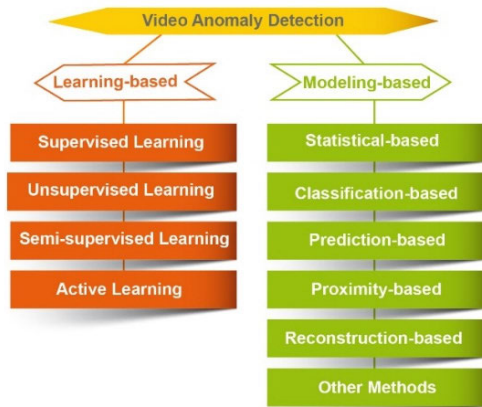 Video Anomaly Detection
Learning-based
Modeling-based
Supervised Learning
Statistical-based
Unsupervised Learning
Classification-based
Semi-supervised Learning
Prediction-based
Active Learning
Proximity-based
Reconstruction-based
Other Methods